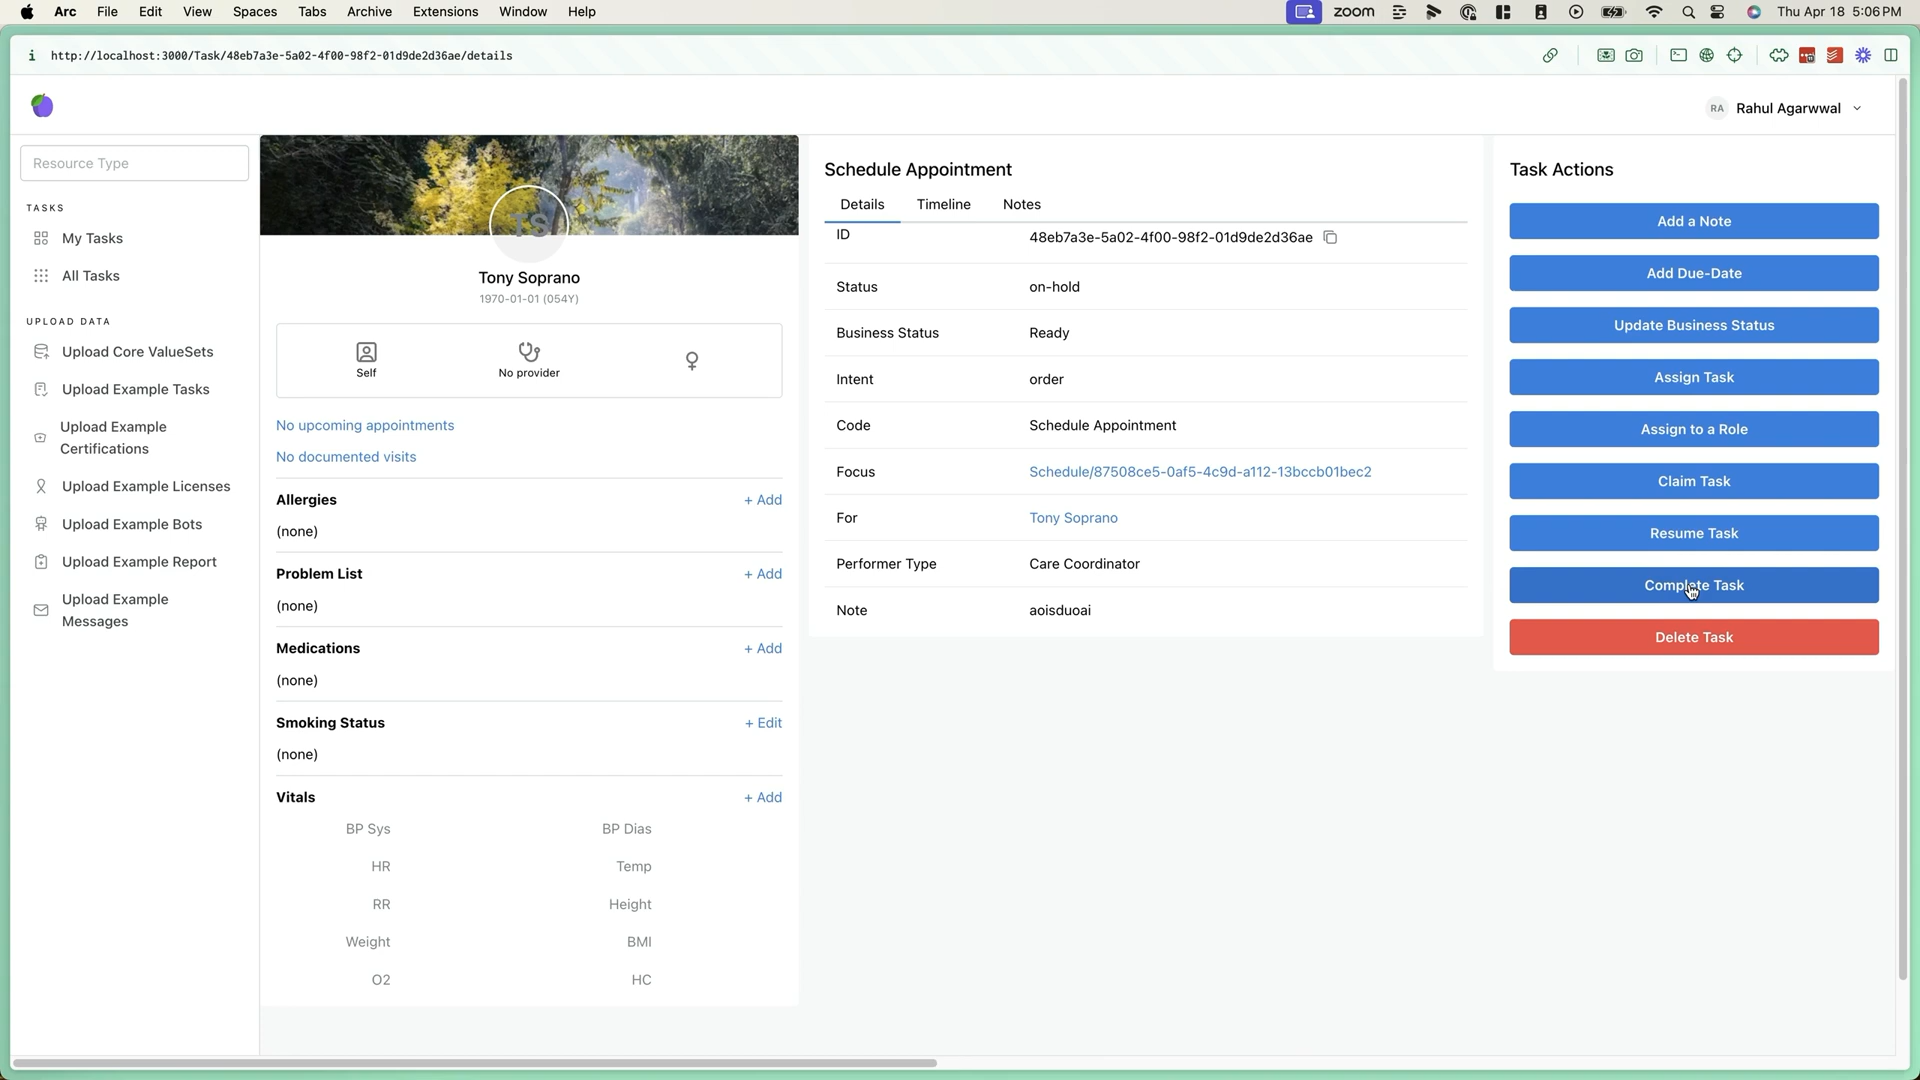 Arc File Edit View Spaces Tabs Archive Extensions Window Help zoom Thu Apr 18 5:06 PM
http://localhost:3000/Task/48eb7a3e-5a02-4f00-98f2-01d9de2d36ae/details
RA Rahul Agarwwal
Resource Type
TASKS
My Tasks
All Tasks
UPLOAD DATA
Upload Core ValueSets
Upload Example Tasks
Upload Example
Certifications
Upload Example Licenses
Upload Example Bots
Upload Example Report
Upload Example
Messages
TS
Tony Soprano
1970-01-01 (054Y)
Self
No provider
No upcoming appointments
No documented visits
Allergies + Add
(none)
Problem List + Add
(none)
Medications + Add
(none)
Smoking Status + Edit
(none)
Vitals + Add
BP Sys BP Dias
HR Temp
RR Height
Weight BMI
O2 HC
Schedule Appointment
Details Timeline Notes
ID 48eb7a3e-5a02-4f00-98f2-01d9de2d36ae
Status on-hold
Business Status Ready
Intent order
Code Schedule Appointment
Focus Schedule/87508ce5-0af5-4c9d-a112-13bccb01bec2
For Tony Soprano
Performer Type Care Coordinator
Note aoisduoai
Task Actions
Add a Note
Add Due-Date
Update Business Status
Assign Task
Assign to a Role
Claim Task
Resume Task
Complete Task
Delete Task